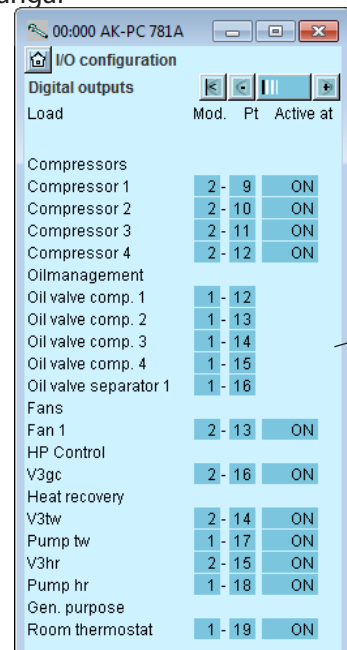 00:000 AK-PC 781A
I/O configuration
Digital outputs
Load Mod. Pt Active at
Compressors
Compressor 1 2 - 9 ON
Compressor 2 2 - 10 ON
Compressor 3 2 - 11 ON
Compressor 4 2 - 12 ON
Oilmanagement
Oil valve comp. 1 1 - 12
Oil valve comp. 2 1 - 13
Oil valve comp. 3 1 - 14
Oil valve comp. 4 1 - 15
Oil valve separator 1 1 - 16
Fans
Fan 1 2 - 13 ON
HP Control
V3gc 2 - 16 ON
Heat recovery
V3tw 2 - 14 ON
Pump tw 1 - 17 ON
V3hr 2 - 15 ON
Pump hr 1 - 18 ON
Gen. purpose
Room thermostat 1 - 19 ON